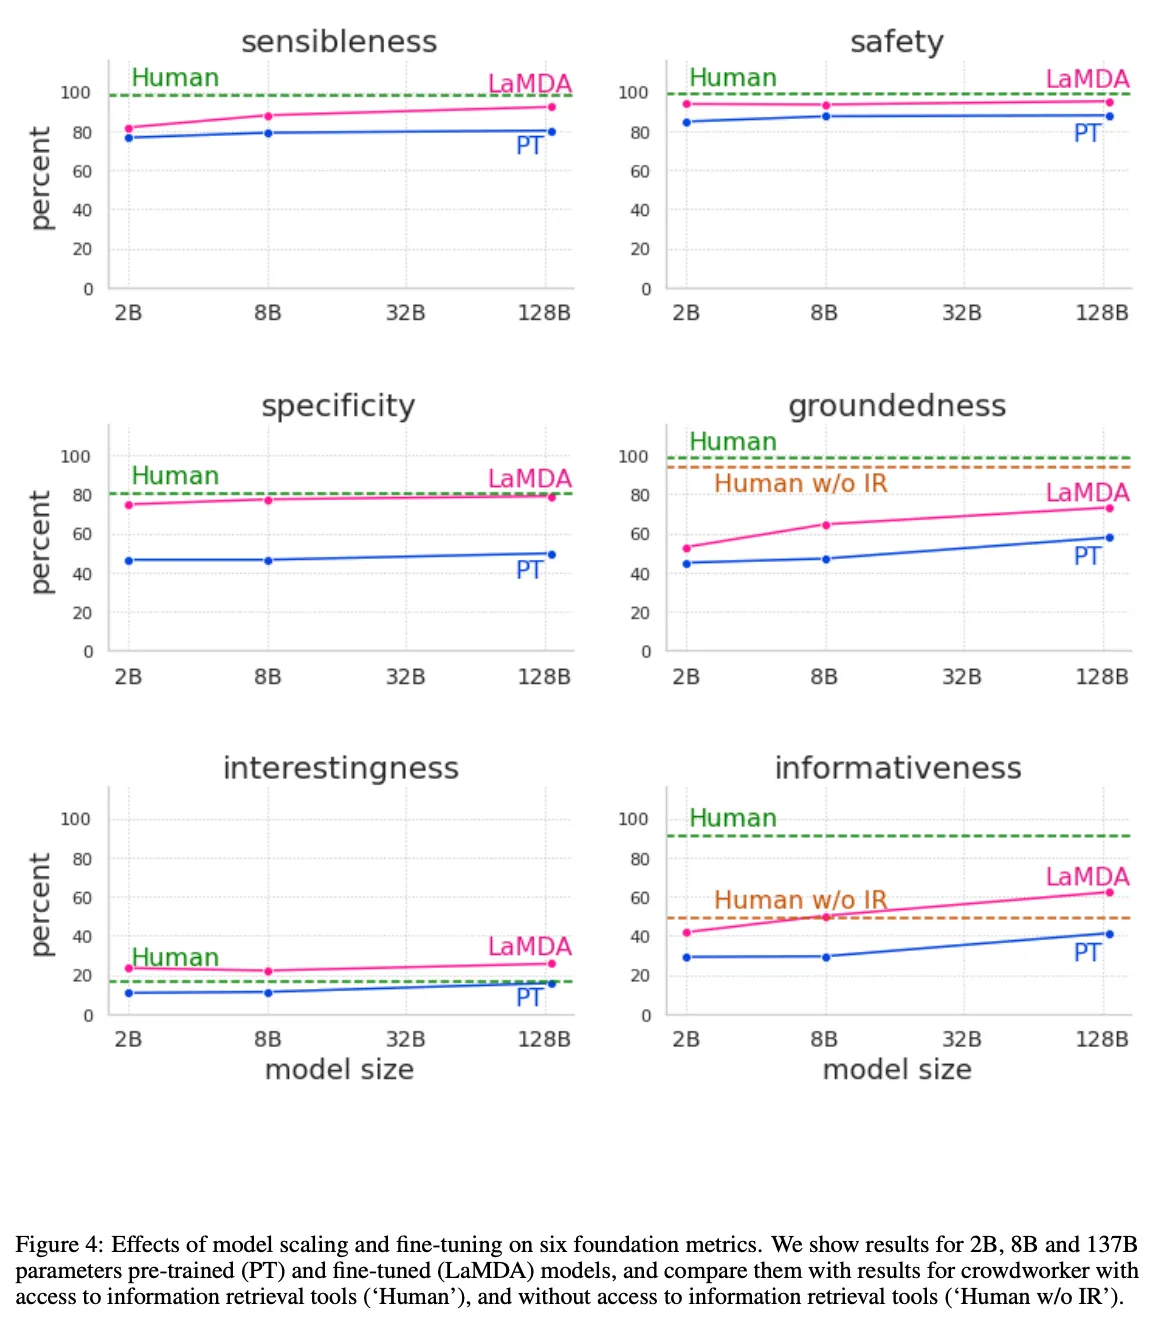 sensibleness
Human
LaMDA
PT
percent
100
80
60
40
20
0
2B 8B 32B 128B
safety
Human
LaMDA
PT
100
80
60
40
20
0
2B 8B 32B 128B
specificity
Human
LaMDA
PT
percent
100
80
60
40
20
0
2B 8B 32B 128B
groundedness
Human
Human w/o IR
LaMDA
PT
100
80
60
40
20
0
2B 8B 32B 128B
interestingness
Human
LaMDA
PT
percent
100
80
60
40
20
0
2B 8B 32B 128B
model size
informativeness
Human
Human w/o IR
LaMDA
PT
100
80
60
40
20
0
2B 8B 32B 128B
model size
Figure 4: Effects of model scaling and fine-tuning on six foundation metrics. We show results for 2B, 8B and 137B
parameters pre-trained (PT) and fine-tuned (LaMDA) models, and compare them with results for crowdworker with
access to information retrieval tools (‘Human’), and without access to information retrieval tools (‘Human w/o IR’).